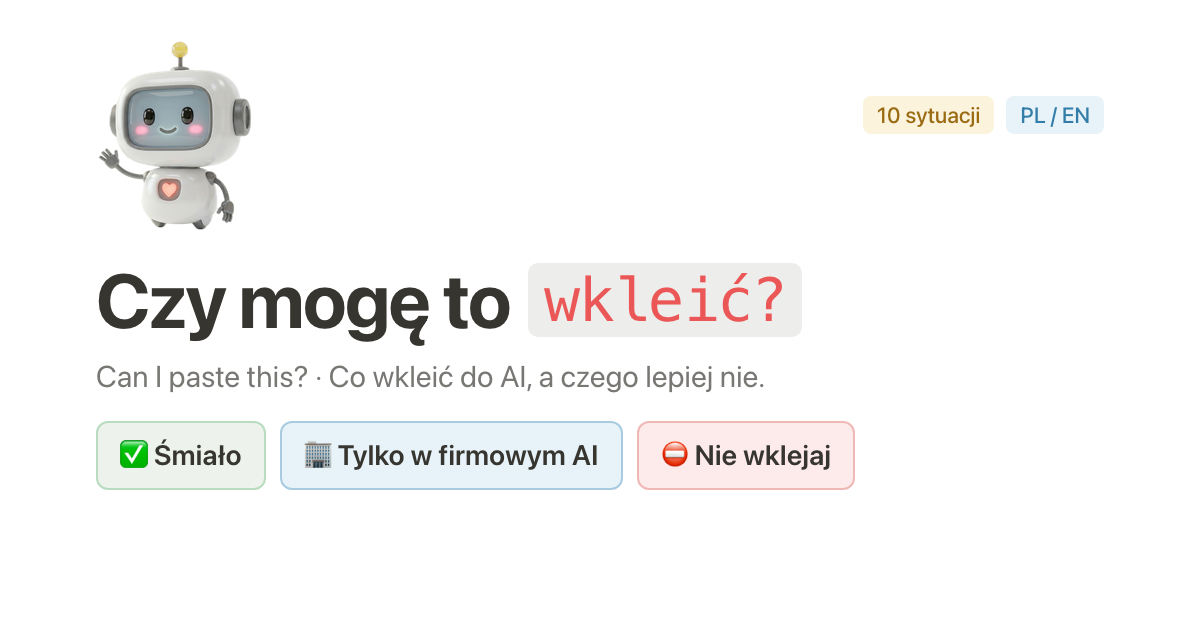 10 sytuacji
PL / EN
Czy mogę to wkleić?
Can I paste this? · Co wkleić do AI, a czego lepiej nie.
✅ Śmiało
🏢 Tylko w firmowym AI
⛔ Nie wklejaj